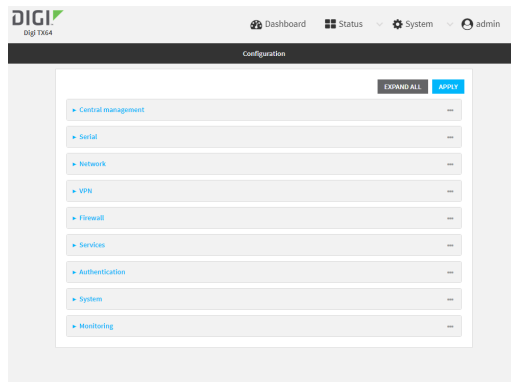 DIGI
Digi TX64
Dashboard Status System admin
Configuration
EXPAND ALL APPLY
Central management
Serial
Network
VPN
Firewall
Services
Authentication
System
Monitoring